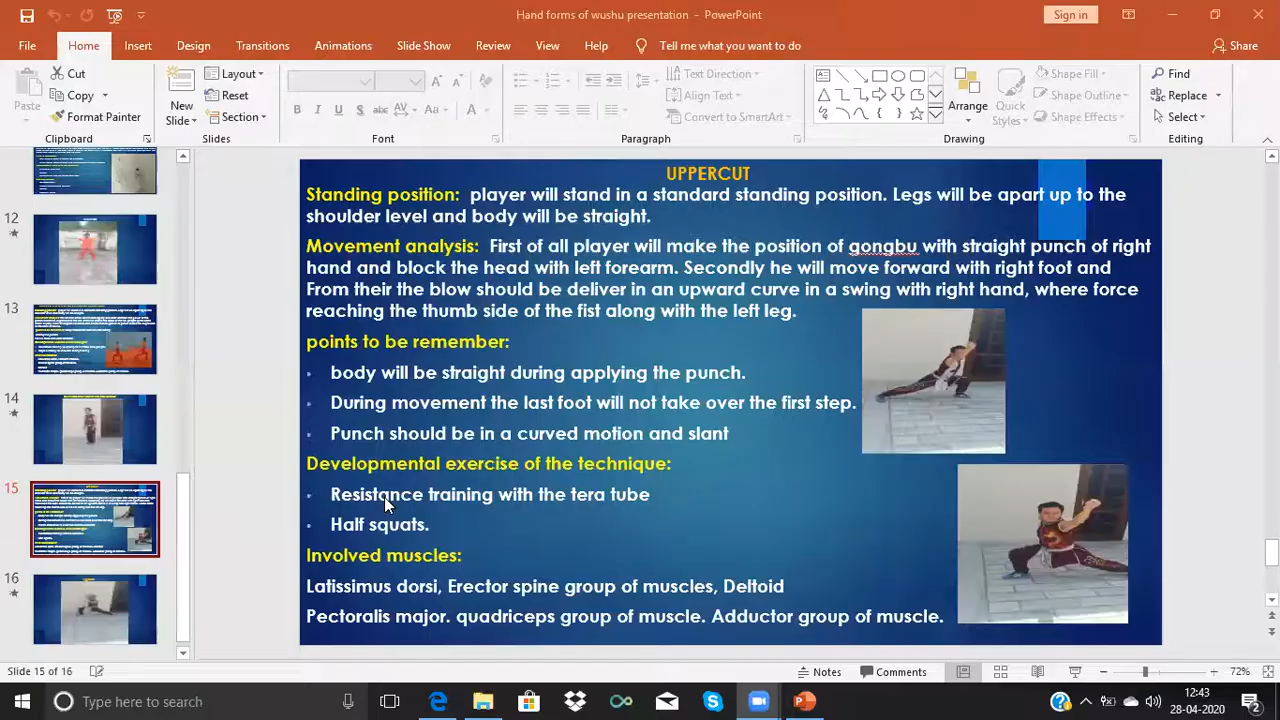 Hand forms of wushu presentation – PowerPoint
Sign in
File Home Insert Design Transitions Animations Slide Show Review View Help Tell me what you want to do Share
Paste
Cut
Copy
Format Painter
Clipboard
New Slide
Layout
Reset
Section
Slides
B I U S abc AV Aa A
Font
Text Direction
Align Text
Convert to SmartArt
Paragraph
Arrange
Quick Styles
Shape Fill
Shape Outline
Shape Effects
Drawing
Find
Replace
Select
Editing
12
13
14
15
16
UPPERCUT
Standing position: player will stand in a standard standing position. Legs will be apart up to the
shoulder level and body will be straight.
Movement analysis: First of all player will make the position of gongbu with straight punch of right
hand and block the head with left forearm. Secondly he will move forward with right foot and
From their the blow should be deliver in an upward curve in a swing with right hand, where force
reaching the thumb eye of the fist along with the left leg.
points to be remember:
body will be straight during applying the punch.
During movement the last foot will not take over the first step.
Punch should be in a curved motion and slant
Developmental exercise of the technique:
Resistance training with the tera tube
Half squats.
Involved muscles:
Latissimus dorsi, Erector spine group of muscles, Deltoid
Pectoralis major. quadriceps group of muscle. Adductor group of muscle.
Slide 15 of 16
Notes
Comments
72%
Type here to search
12:43
28-04-2020
2